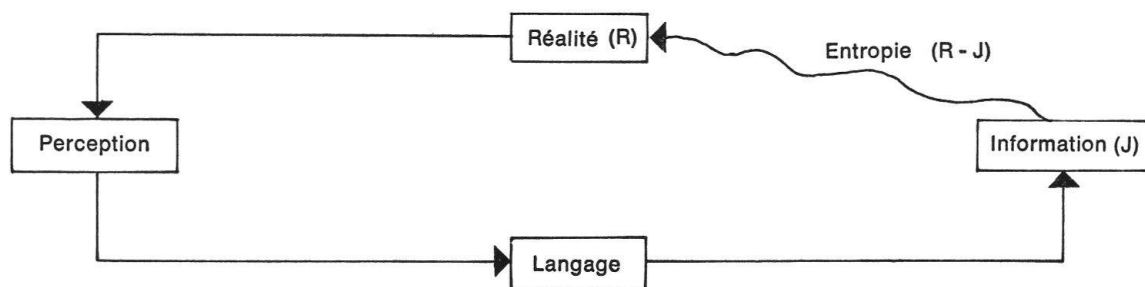 Réalité (R)
Entropie (R - J)
Perception
Information (J)
Langage